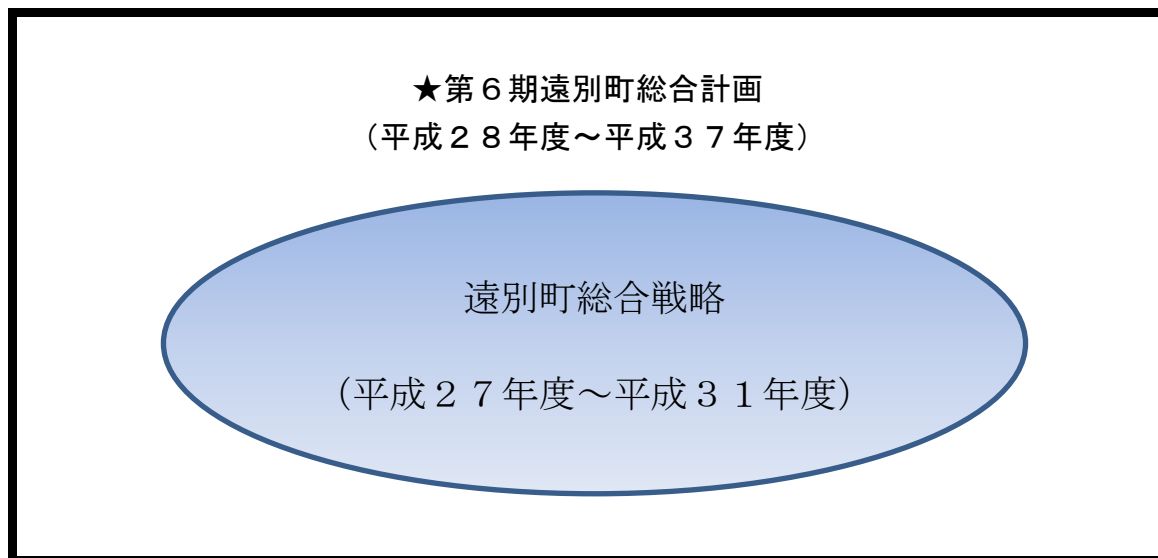 ★第６期遠別町総合計画
（平成２８年度～平成３７年度）
遠別町総合戦略
（平成２７年度～平成３１年度）